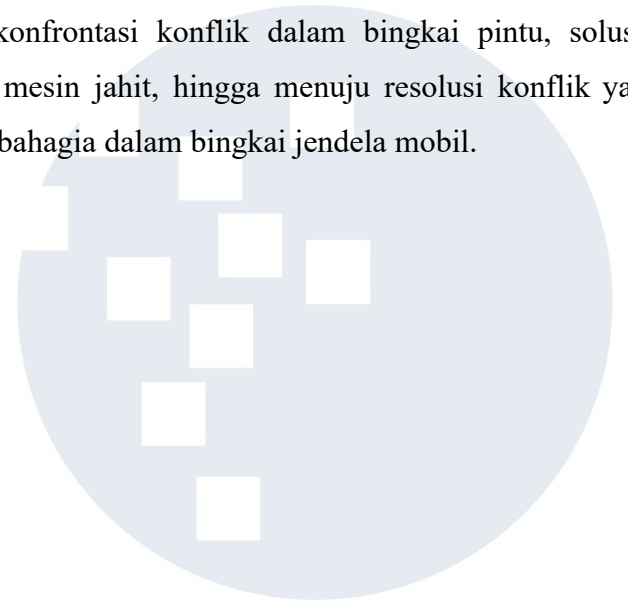 konfrontasi konflik dalam bingkai pintu, solus
mesin jahit, hingga menuju resolusi konflik ya
bahagia dalam bingkai jendela mobil.